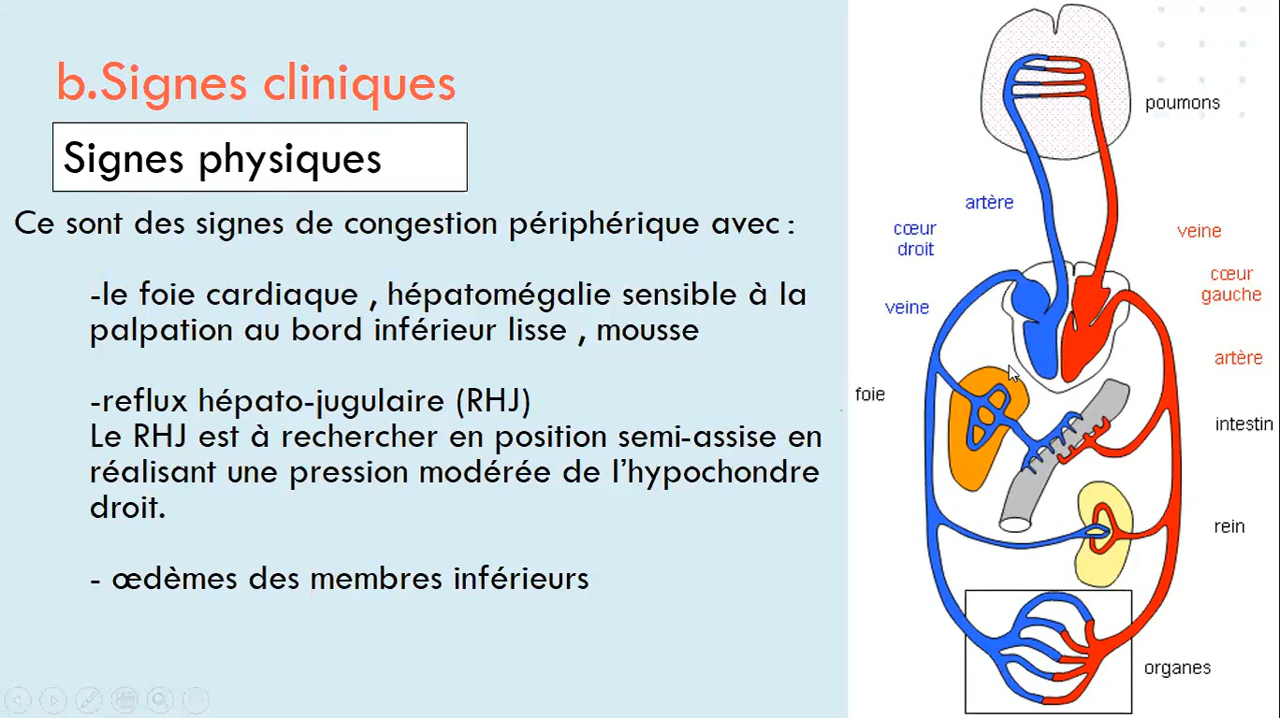 b.Signes cliniques
Signes physiques
Ce sont des signes de congestion périphérique avec :
-le foie cardiaque , hépatomégalie sensible à la
palpation au bord inférieur lisse , mousse
-reflux hépato-jugulaire (RHJ)
Le RHJ est à rechercher en position semi-assise en
réalisant une pression modérée de l’hypochondre
droit.
- œdèmes des membres inférieurs
poumons
artère
cœur
droit
veine
veine
cœur
gauche
artère
foie
intestin
rein
organes